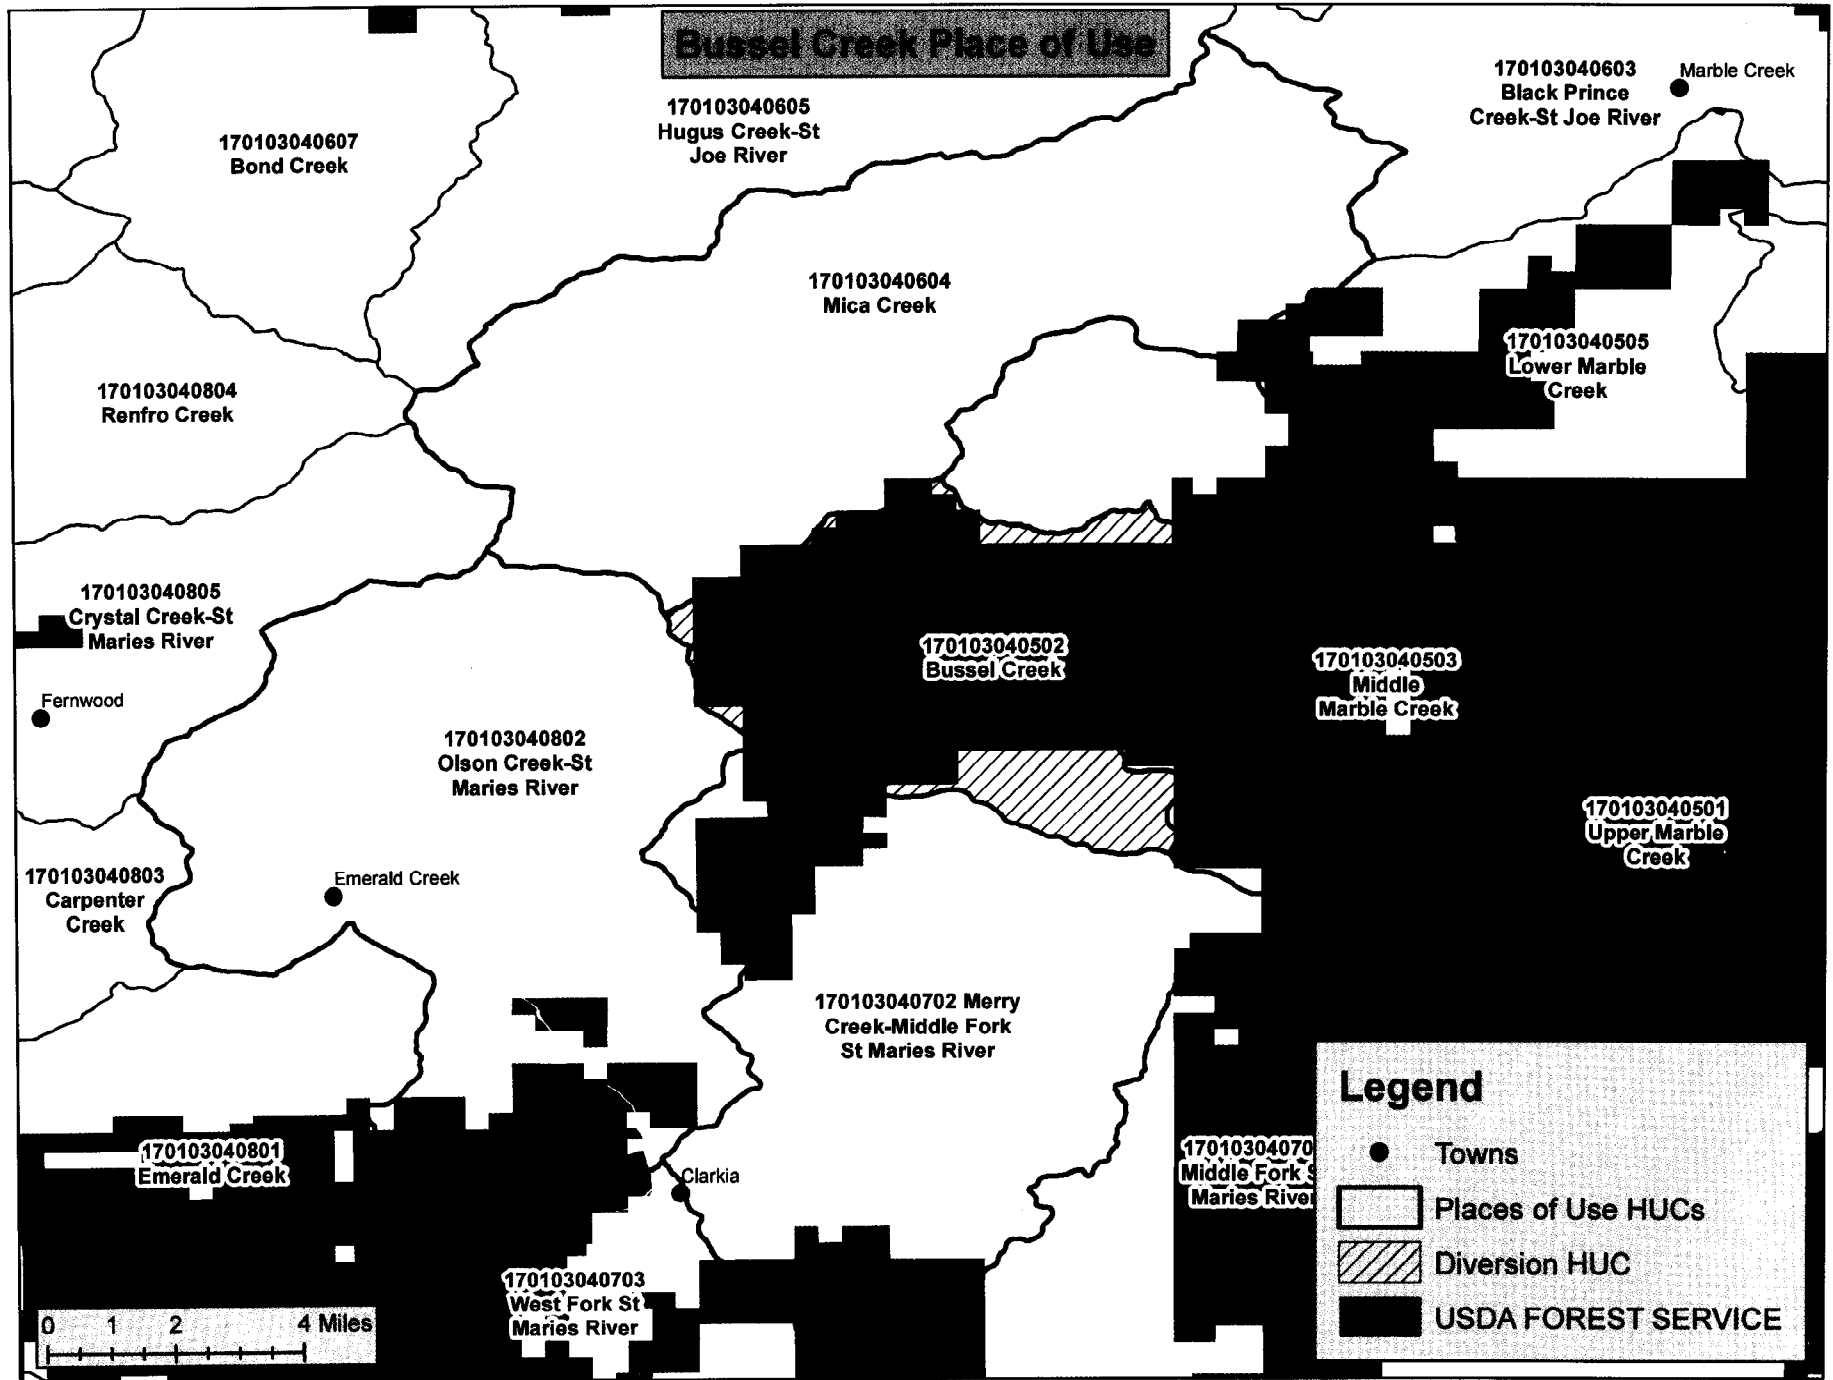 Bussel Creek Place of Use
170103040603
Black Prince
Creek-St Joe River
Marble Creek
170103040605
Hugus Creek-St
Joe River
170103040607
Bond Creek
170103040604
Mica Creek
170103040505
Lower Marble
Creek
170103040804
Renfro Creek
170103040805
Crystal Creek-St
Maries River
170103040502
Bussel Creek
170103040503
Middle
Marble Creek
Fernwood
170103040802
Olson Creek-St
Maries River
170103040501
Upper Marble
Creek
170103040803
Carpenter
Creek
Emerald Creek
170103040702 Merry
Creek-Middle Fork
St Maries River
170103040801
Emerald Creek
Clarkia
17010304070
Middle Fork S
Maries River
170103040703
West Fork St
Maries River
Legend
Towns
Places of Use HUCs
Diversion HUC
USDA FOREST SERVICE
0 1 2 4 Miles